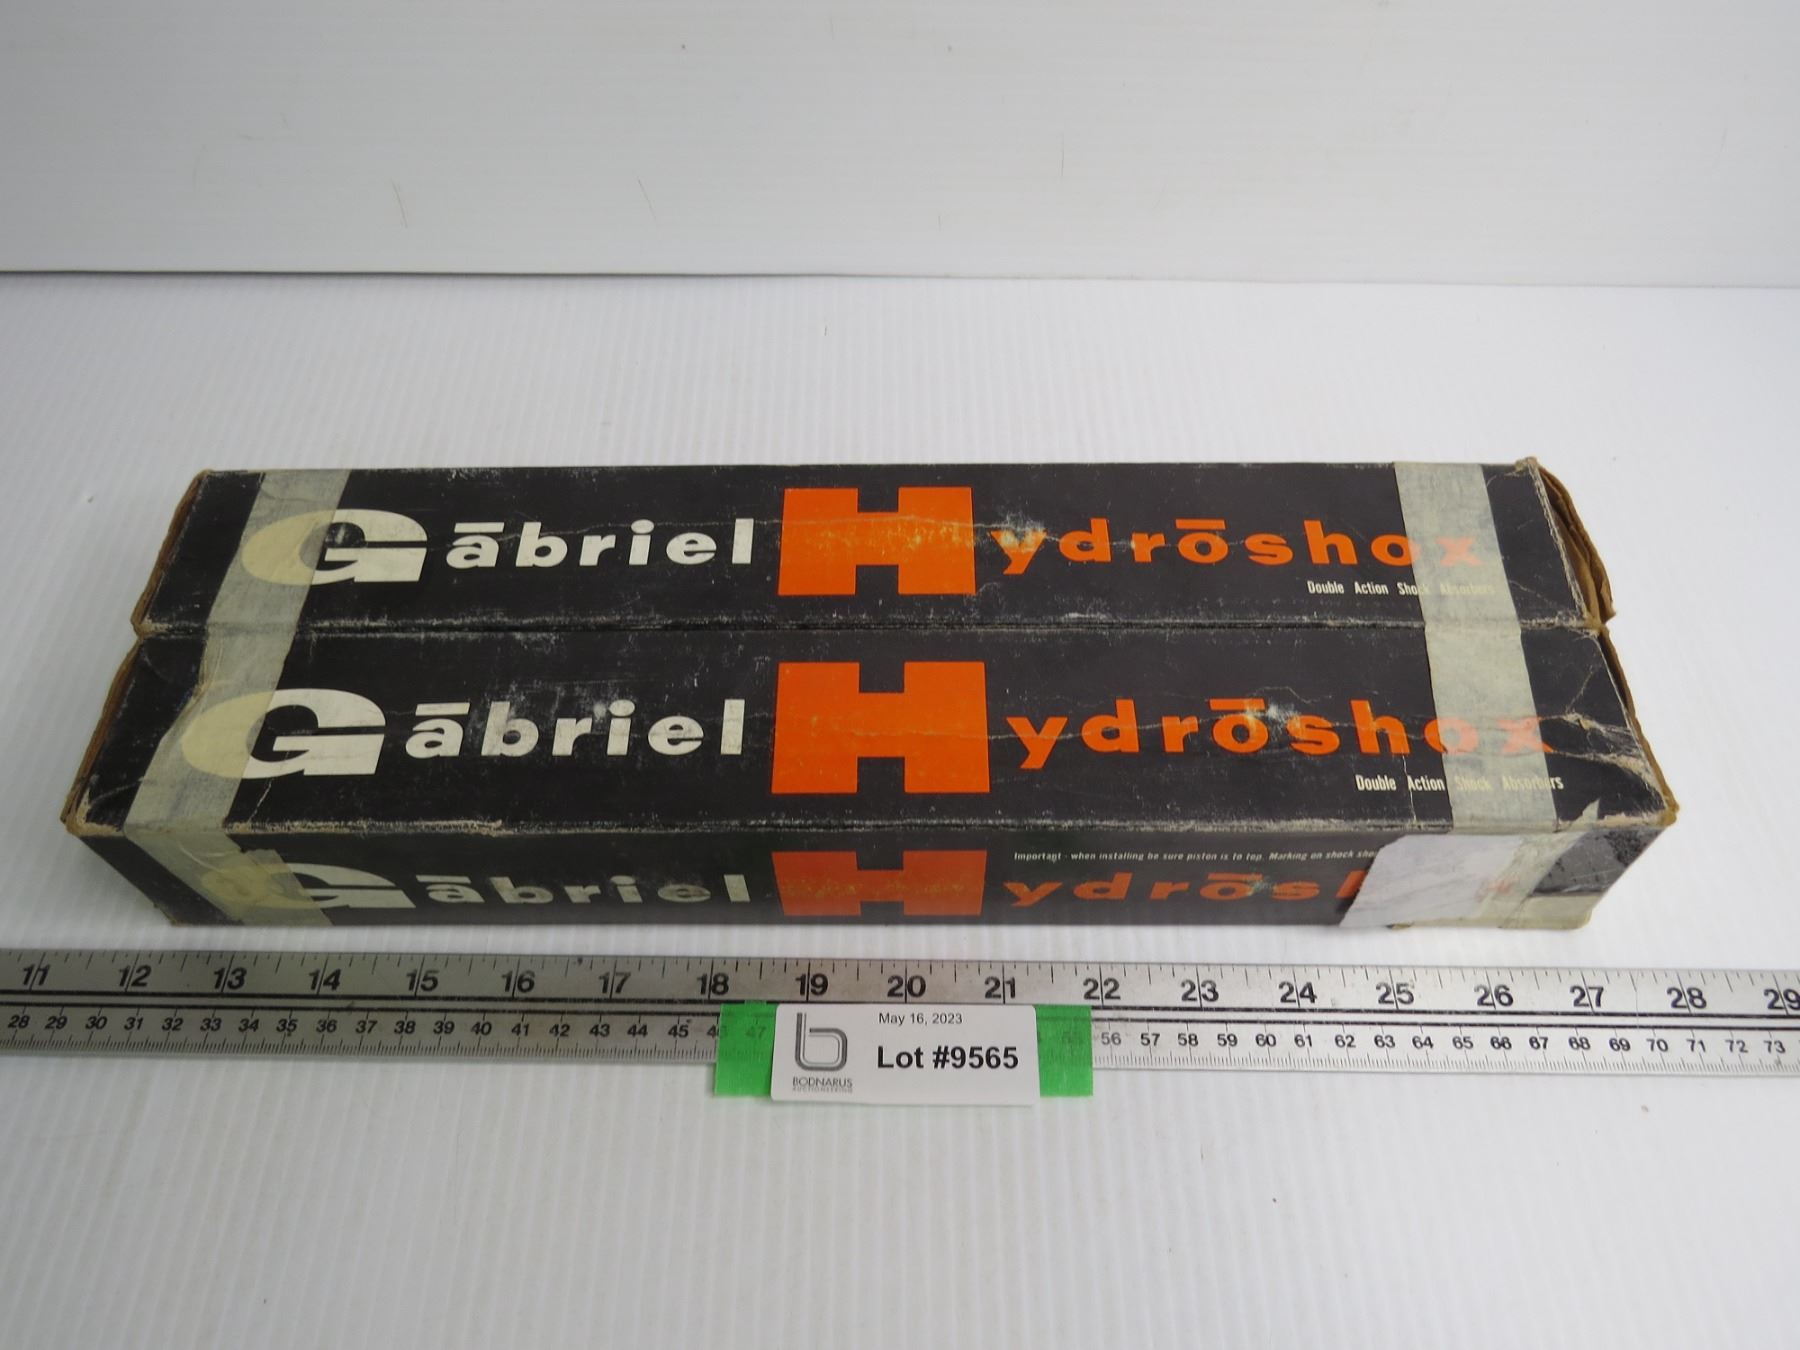 Gābriel Hydrōshox
Double Action Shock Absorbers
Gābriel Hydrōshox
Double Action Shock Absorbers
Important - when installing be sure piston is to top. Marking on shock
Gābriel Hydrōs
11 12 13 14 15 16 17 18 19 20 21 22 23 24 25 26 27 28 29
28 29 30 31 32 33 34 35 36 37 38 39 40 41 42 43 44 45 47 56 57 58 59 60 61 62 63 64 65 66 67 68 69 70 71 72 73
May 16, 2023
Lot #9565
BODNARUS
AUCTIONEERING